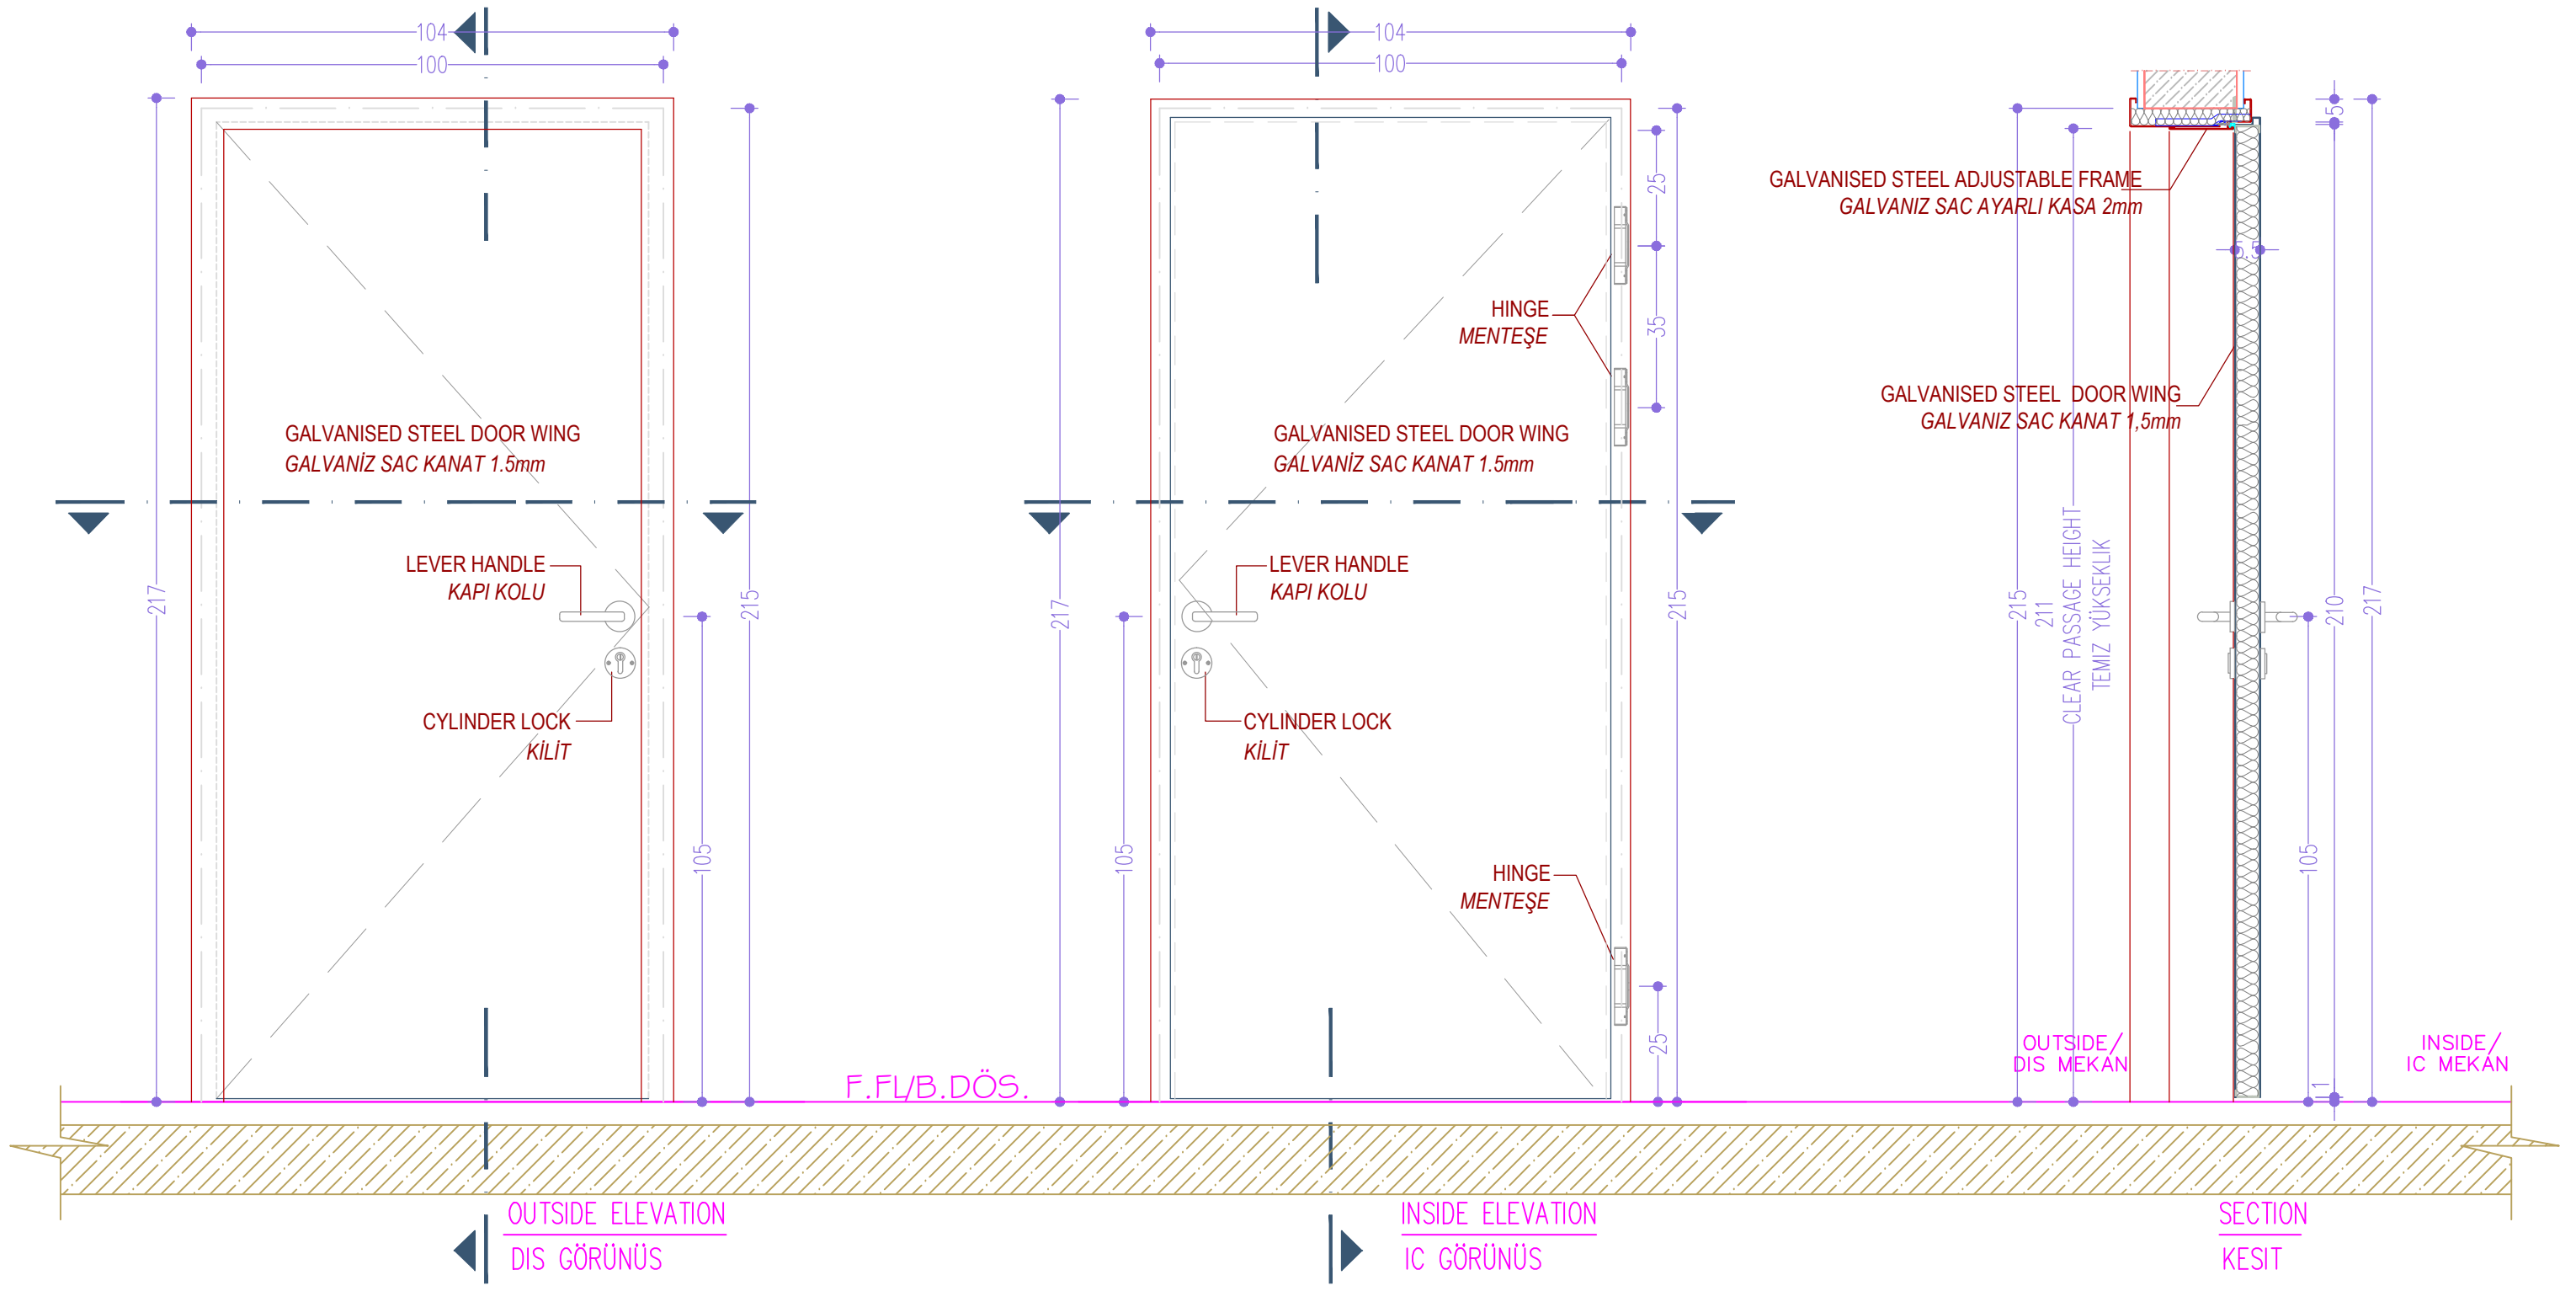 104
100
217
215
105
GALVANISED STEEL DOOR WING
GALVANİZ SAC KANAT 1.5mm
LEVER HANDLE
KAPI KOLU
CYLINDER LOCK
KİLİT
OUTSIDE ELEVATION
DIS GÖRÜNÜS
F.FL/B.DÖS.
104
100
217
105
25
35
215
25
HINGE
MENTEŞE
GALVANISED STEEL DOOR WING
GALVANİZ SAC KANAT 1.5mm
LEVER HANDLE
KAPI KOLU
CYLINDER LOCK
KİLİT
HINGE
MENTEŞE
INSIDE ELEVATION
IC GÖRÜNÜS
GALVANISED STEEL ADJUSTABLE FRAME
GALVANIZ SAC AYARLI KASA 2mm
GALVANISED STEEL DOOR WING
GALVANIZ SAC KANAT 1,5mm
215
211
CLEAR PASSAGE HEIGHT
TEMIZ YÜKSEKLIK
5.5
5
210
217
105
1
OUTSIDE/
DIS MEKAN
INSIDE/
IC MEKAN
SECTION
KESIT